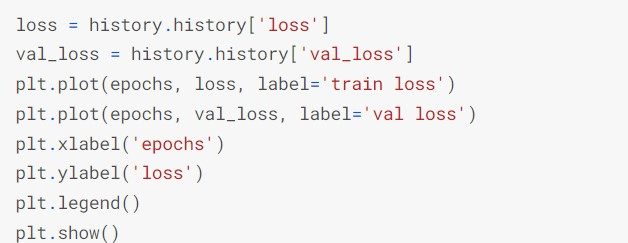 loss = history.history['loss']
val_loss = history.history['val_loss']
plt.plot(epochs, loss, label='train loss')
plt.plot(epochs, val_loss, label='val loss')
plt.xlabel('epochs')
plt.ylabel('loss')
plt.legend()
plt.show()